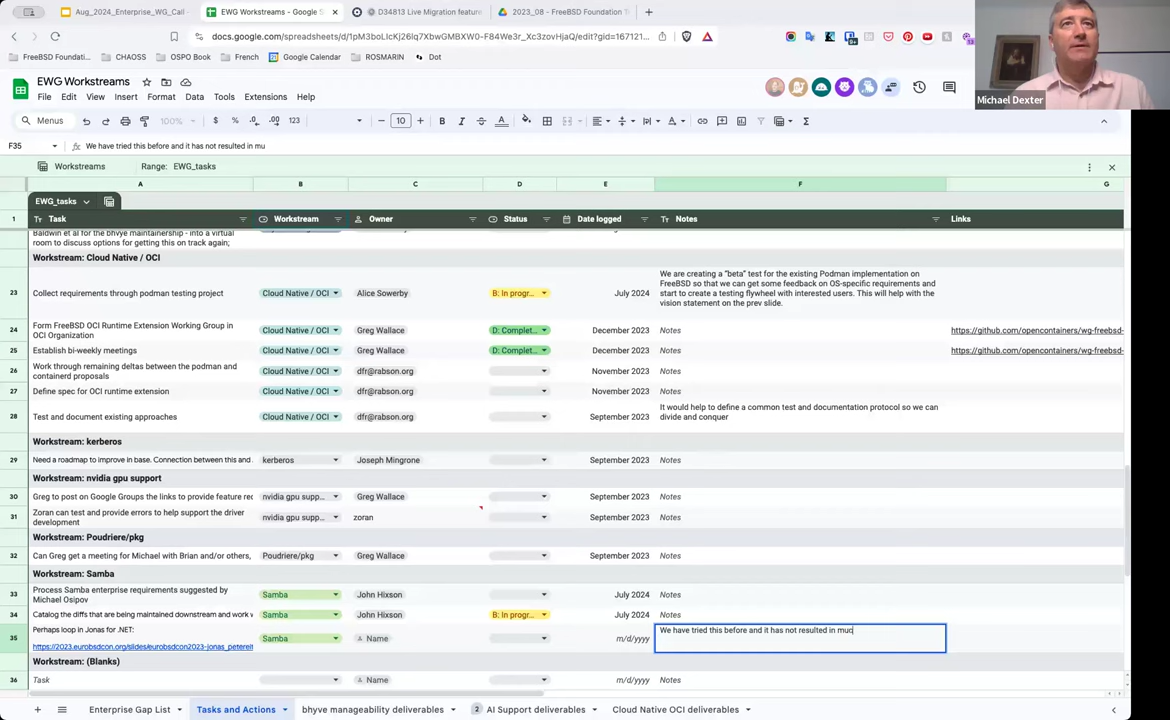 Aug_2024_Enterprise_WG_Call -
EWG Workstreams - Google S
D34813 Live Migration feature
2023_08 - FreeBSD Foundation T
FreeBSD Foundati...
CHAOSS
OSPO Book
French
Google Calendar
ROSMARIN
Dot
EWG Workstreams
File Edit View Insert Format Data Tools Extensions Help
Michael Dexter
Menus
100%
$ % .0 .00 123
10
F35
We have tried this before and it has not resulted in mu
Workstreams
Range: EWG_tasks
A B C D E F G
EWG_tasks
1 Task Workstream Owner Status Date logged Notes Links
Baldwin et al for the bhyve maintainership - into a virtual
room to discuss options for getting this on track again;
Workstream: Cloud Native / OCI
23 Collect requirements through podman testing project Cloud Native / OCI Alice Sowerby B: In progr... July 2024
We are creating a "beta" test for the existing Podman implementation on
FreeBSD so that we can get some feedback on OS-specific requirements and
start to create a testing flywheel with interested users. This will help with the
vision statement on the prev slide.
24 Form FreeBSD OCI Runtime Extension Working Group in
OCI Organization
Cloud Native / OCI Greg Wallace D: Complet... December 2023 Notes https://github.com/opencontainers/wg-freebsd-
25 Establish bi-weekly meetings Cloud Native / OCI Greg Wallace D: Complet... December 2023 Notes https://github.com/opencontainers/wg-freebsd-
26 Work through remaining deltas between the podman and
containerd proposals
Cloud Native / OCI dfr@rabson.org November 2023 Notes
27 Define spec for OCI runtime extension Cloud Native / OCI dfr@rabson.org November 2023 Notes
28 Test and document existing approaches Cloud Native / OCI dfr@rabson.org September 2023
It would help to define a common test and documentation protocol so we can
divide and conquer
Workstream: kerberos
29 Need a roadmap to improve in base. Connection between this and kerberos Joseph Mingrone September 2023 Notes
Workstream: nvidia gpu support
30 Greg to post on Google Groups the links to provide feature rec nvidia gpu supp... Greg Wallace September 2023 Notes
31 Zoran can test and provide errors to help support the driver
development
nvidia gpu supp... zoran September 2023 Notes
Workstream: Poudriere/pkg
32 Can Greg get a meeting for Michael with Brian and/or others, Poudriere/pkg Greg Wallace September 2023 Notes
Workstream: Samba
33 Process Samba enterprise requirements suggested by
Michael Osipov
Samba John Hixson July 2024 Notes
34 Catalog the diffs that are being maintained downstream and work v Samba John Hixson B: In progr... July 2024 Notes
35 Perhaps loop in Jonas for .NET:
https://2023.eurobsdcon.org/slides/eurobsdcon2023-jonas_petereit
Samba Name m/d/yyyy
We have tried this before and it has not resulted in muc
Workstream: (Blanks)
36 Task Name m/d/yyyy Notes
Enterprise Gap List
Tasks and Actions
bhyve manageability deliverables
2 AI Support deliverables
Cloud Native OCI deliverables